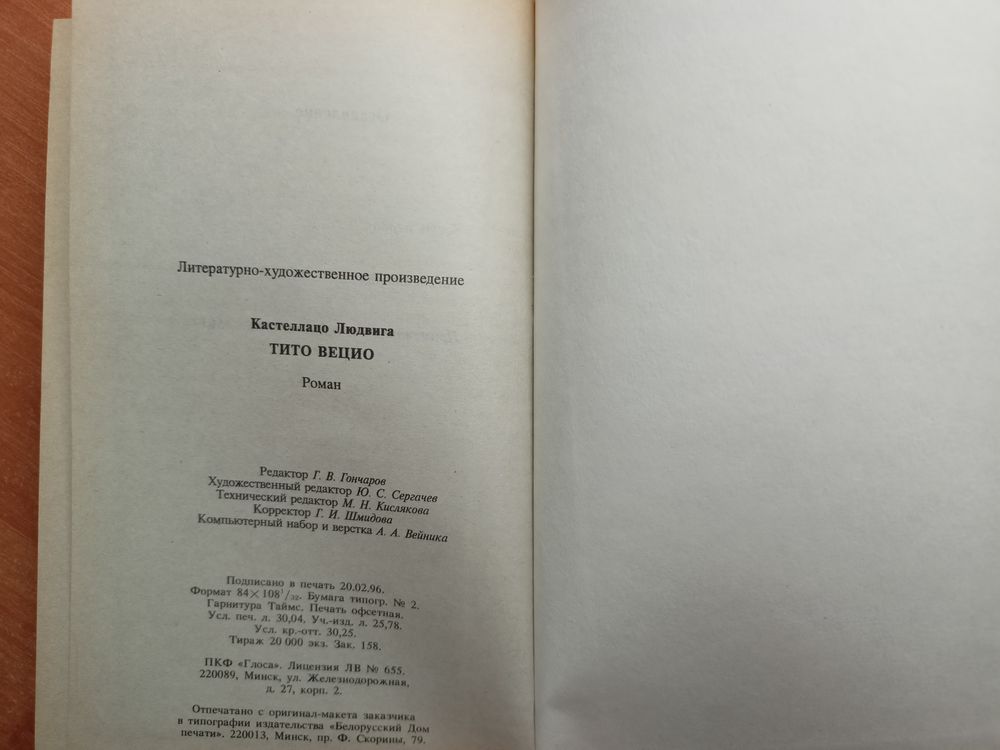 Литературно-художественное произведение
Кастеллацо Людвига
ТИТО ВЕЦИО
Роман
Редактор Г. В. Гончаров
Художественный редактор Ю. С. Сергачев
Технический редактор М. Н. Кислякова
Корректор Г. И. Шмидова
Компьютерный набор и верстка А. А. Вейника
Подписано в печать 20.02.96.
Формат 84×108¹/₃₂. Бумага типогр. № 2.
Гарнитура Таймс. Печать офсетная.
Усл. печ. л. 30,04. Уч.-изд. л. 25,78.
Усл. кр.-отт. 30,25.
Тираж 20 000 экз. Зак. 158.
ПКФ «Глоса». Лицензия ЛВ № 655.
220089, Минск, ул. Железнодорожная,
д. 27, корп. 2.
Отпечатано с оригинал-макета заказчика
в типографии издательства «Белорусский Дом
печати». 220013, Минск, пр. Ф. Скорины, 79.